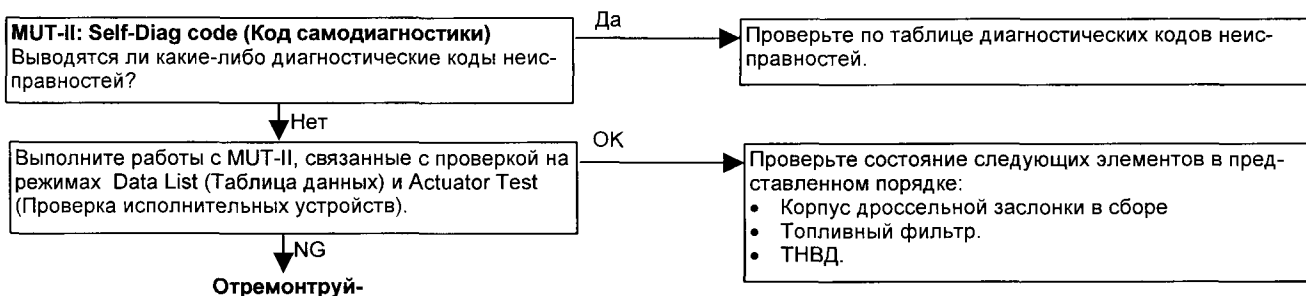 MUT-II: Self-Diag code (Код самодиагностики)
Выводятся ли какие-либо диагностические коды неис-
правностей?
Да
Проверьте по таблице диагностических кодов неис-
правностей.
Нет
Выполните работы с MUT-II, связанные с проверкой на
режимах Data List (Таблица данных) и Actuator Test
(Проверка исполнительных устройств).
OK
Проверьте состояние следующих элементов в пред-
ставленном порядке:
• Корпус дроссельной заслонки в сборе
• Топливный фильтр.
• ТНВД.
NG
Отремонтруй-